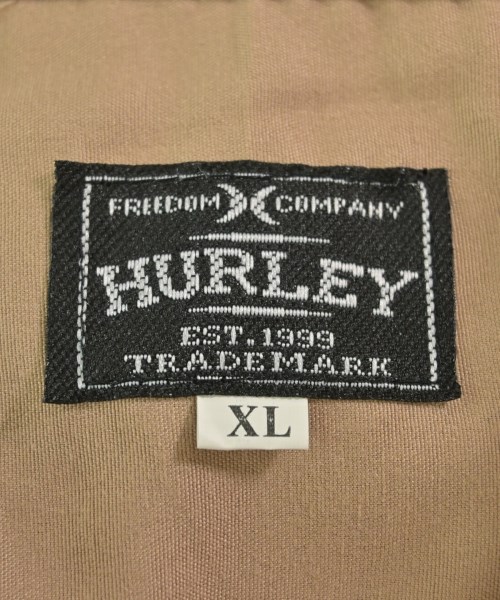 FREEDOM COMPANY
HURLEY
EST.1999
TRADEMARK
XL